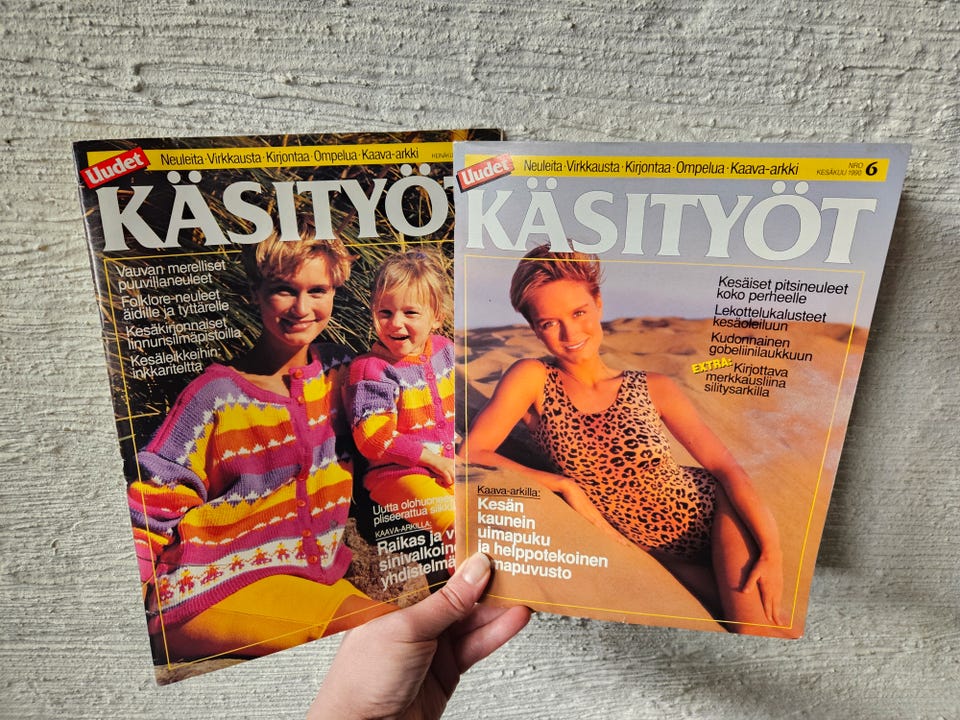 Uudet
Neuleita·Virkkausta·Kirjontaa·Ompelua·Kaava-arkki
KÄSITYÖT
Vauvan merelliset
puuvillaneuleet
Folklore-neuleet
äidille ja tyttärelle
Kesäkirjonnaiset
linnunsilmäpistoilla
Kesäleikkeihin:
inkkariteltta
Uutta
pliseerattua
KAAVA-ARKILLA:
Raikas ja
sinivalkoin
yhdistelmä
Uudet
Neuleita·Virkkausta·Kirjontaa·Ompelua·Kaava-arkki
NRO
KESÄKUU 1990 6
KÄSITYÖT
Kesäiset pitsineuleet
koko perheelle
Lekottelukalusteet
kesäoleiluun
Kudonnainen
gobeliinilaukkuun
EXTRA: Kirjottava
merkkausliina
silitysarkilla
Kaava-arkilla:
Kesän
kaunein
uimapuku
ja helppotekoinen
mapuvusto